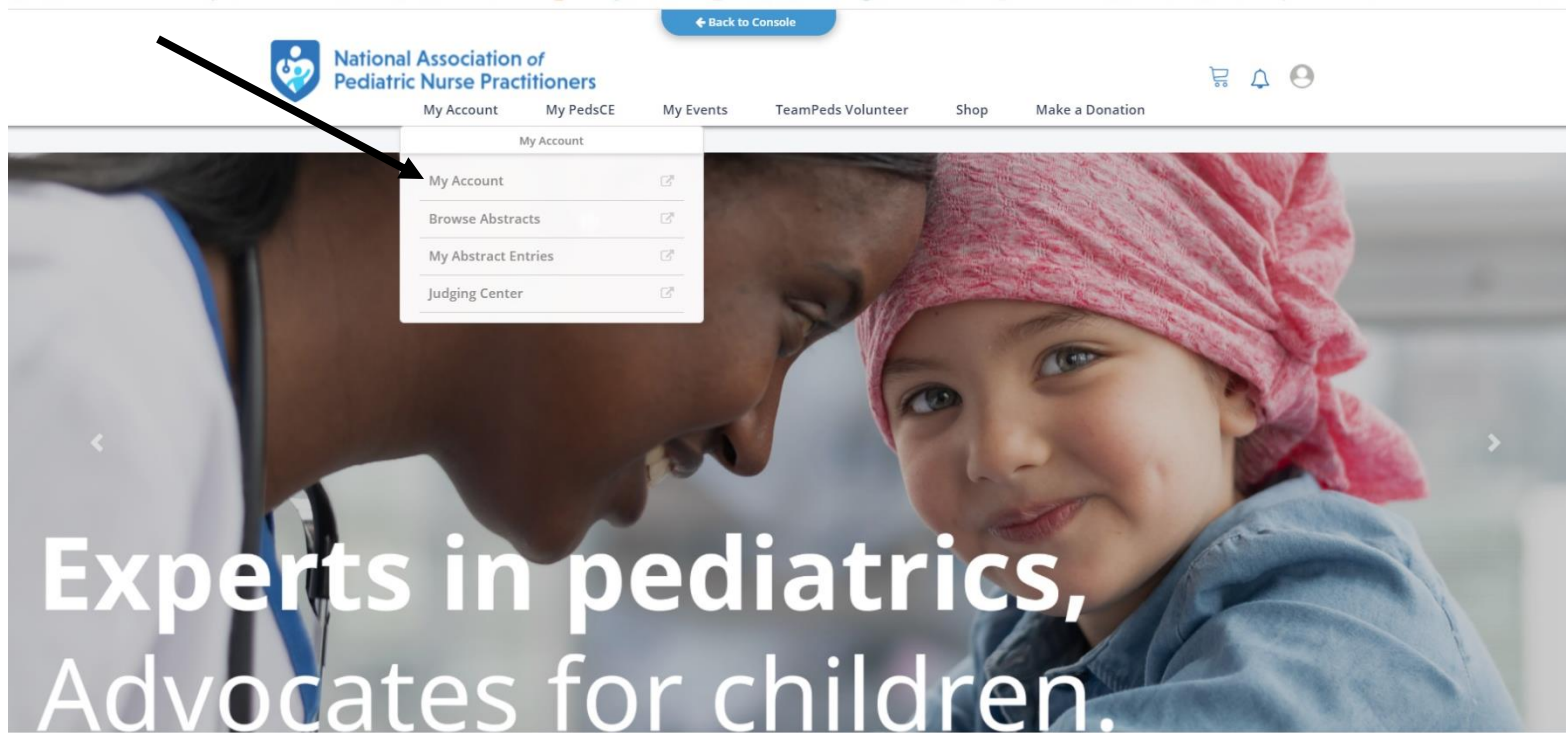 Back to Console
National Association of
Pediatric Nurse Practitioners
My Account My PedsCE My Events TeamPeds Volunteer Shop Make a Donation
My Account
My Account
Browse Abstracts
My Abstract Entries
Judging Center
Experts in pediatrics,
Advocates for children.